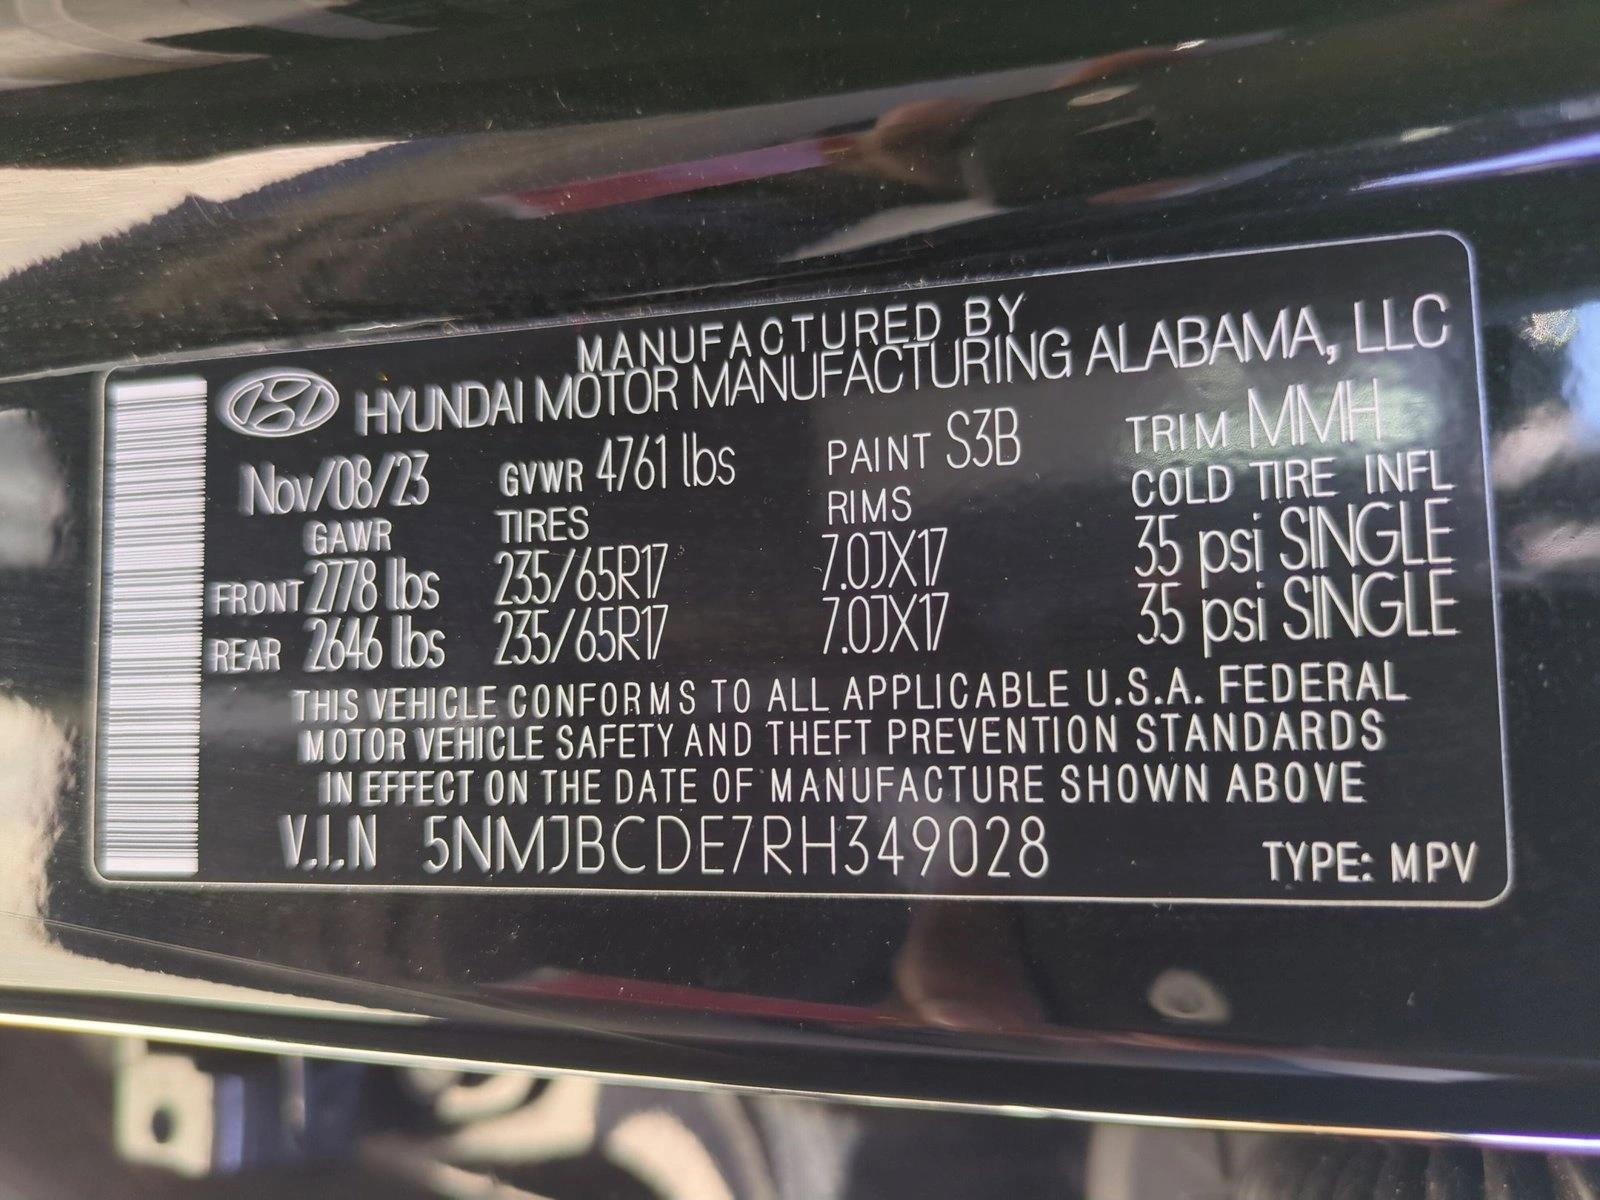 MANUFACTURED BY
HYUNDAI MOTOR MANUFACTURING ALABAMA, LLC
Nov/08/23 GVWR 4761 lbs PAINT S3B TRIM MMH
GAWR TIRES RIMS COLD TIRE INFL
FRONT 2778 lbs 235/65R17 7.0JX17 35 psi SINGLE
REAR 2646 lbs 235/65R17 7.0JX17 35 psi SINGLE
THIS VEHICLE CONFORMS TO ALL APPLICABLE U.S.A. FEDERAL
MOTOR VEHICLE SAFETY AND THEFT PREVENTION STANDARDS
IN EFFECT ON THE DATE OF MANUFACTURE SHOWN ABOVE
V.I.N 5NMJBCDE7RH349028 TYPE: MPV